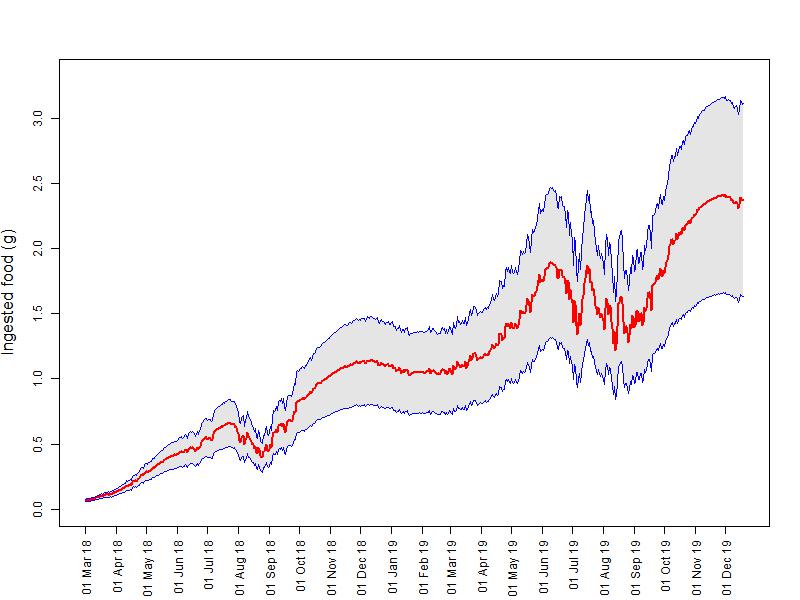 Ingested food (g)
3.0
2.5
2.0
1.5
1.0
0.5
0.0
01 Mar 18
01 Apr 18
01 May 18
01 Jun 18
01 Jul 18
01 Aug 18
01 Sep 18
01 Oct 18
01 Nov 18
01 Dec 18
01 Jan 19
01 Feb 19
01 Mar 19
01 Apr 19
01 May 19
01 Jun 19
01 Jul 19
01 Aug 19
01 Sep 19
01 Oct 19
01 Nov 19
01 Dec 19